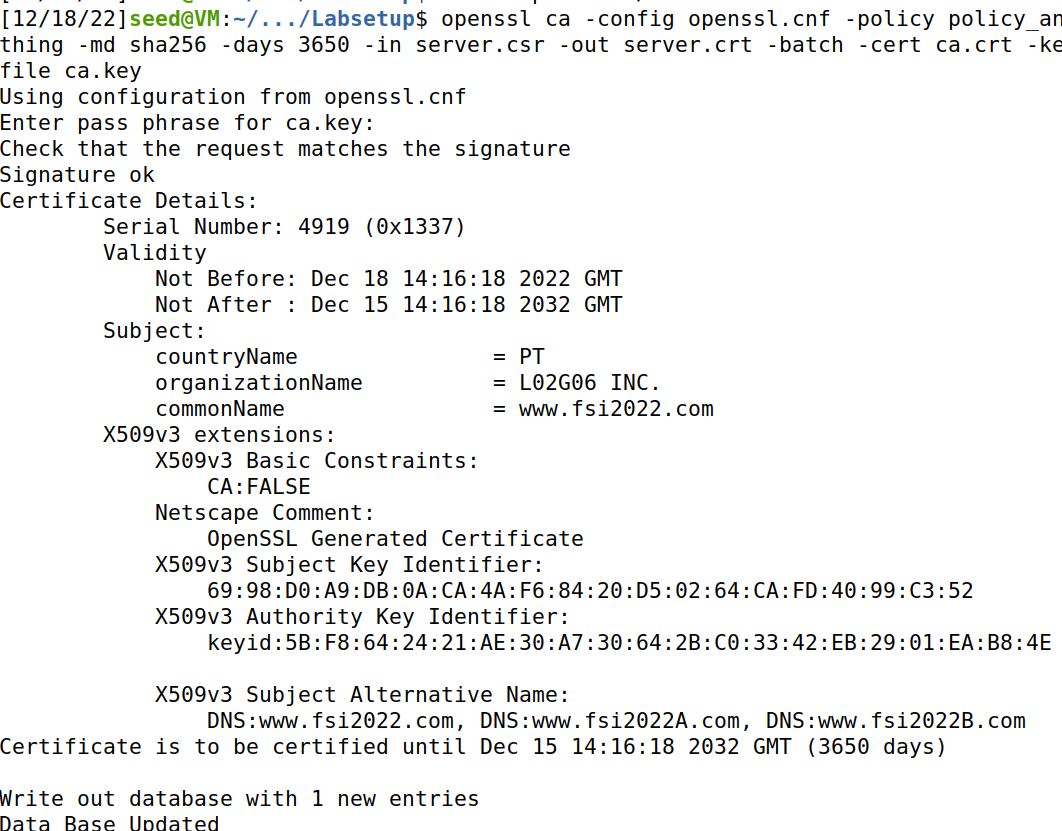 [12/18/22]seed@VM:~/.../Labsetup$ openssl ca -config openssl.cnf -policy policy_an
thing -md sha256 -days 3650 -in server.csr -out server.crt -batch -cert ca.crt -ke
file ca.key
Using configuration from openssl.cnf
Enter pass phrase for ca.key:
Check that the request matches the signature
Signature ok
Certificate Details:
        Serial Number: 4919 (0x1337)
        Validity
            Not Before: Dec 18 14:16:18 2022 GMT
            Not After : Dec 15 14:16:18 2032 GMT
        Subject:
            countryName               = PT
            organizationName          = L02G06 INC.
            commonName                = www.fsi2022.com
        X509v3 extensions:
            X509v3 Basic Constraints:
                CA:FALSE
            Netscape Comment:
                OpenSSL Generated Certificate
            X509v3 Subject Key Identifier:
                69:98:D0:A9:DB:0A:CA:4A:F6:84:20:D5:02:64:CA:FD:40:99:C3:52
            X509v3 Authority Key Identifier:
                keyid:5B:F8:64:24:21:AE:30:A7:30:64:2B:C0:33:42:EB:29:01:EA:B8:4E
            X509v3 Subject Alternative Name:
                DNS:www.fsi2022.com, DNS:www.fsi2022A.com, DNS:www.fsi2022B.com
Certificate is to be certified until Dec 15 14:16:18 2032 GMT (3650 days)
Write out database with 1 new entries
Data Base Updated